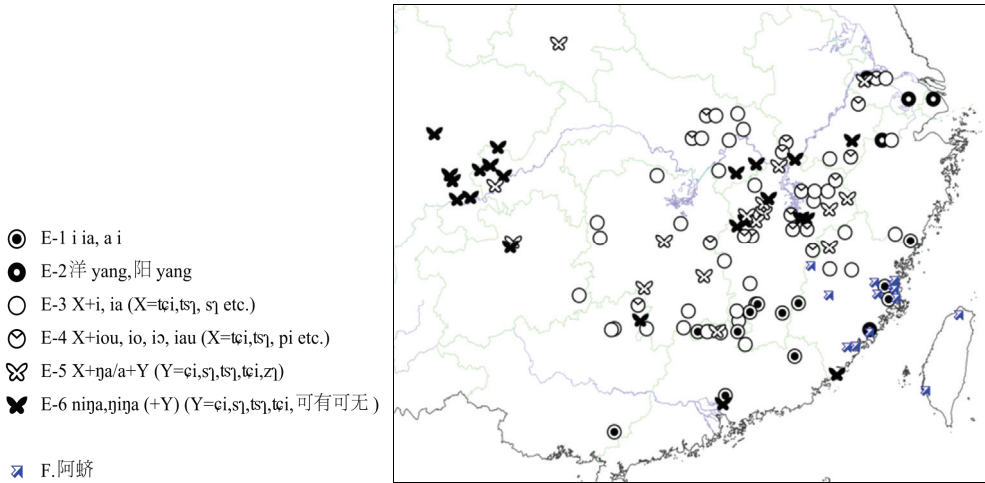 E-1 i ia, a i
E-2洋 yang,阳 yang
E-3 X+i, ia (X=tɕi,tsɿ, sɿ etc.)
E-4 X+iou, io, iɔ, iau (X=tɕi,tsɿ, pi etc.)
E-5 X+ŋa/a+Y (Y=ɕi,sɿ,tsɿ,tɕi,zɿ)
E-6 niŋa,ŋiŋa (+Y) (Y=ɕi,sɿ,tsɿ,tɕi,可有可无 )
F.阿蛴